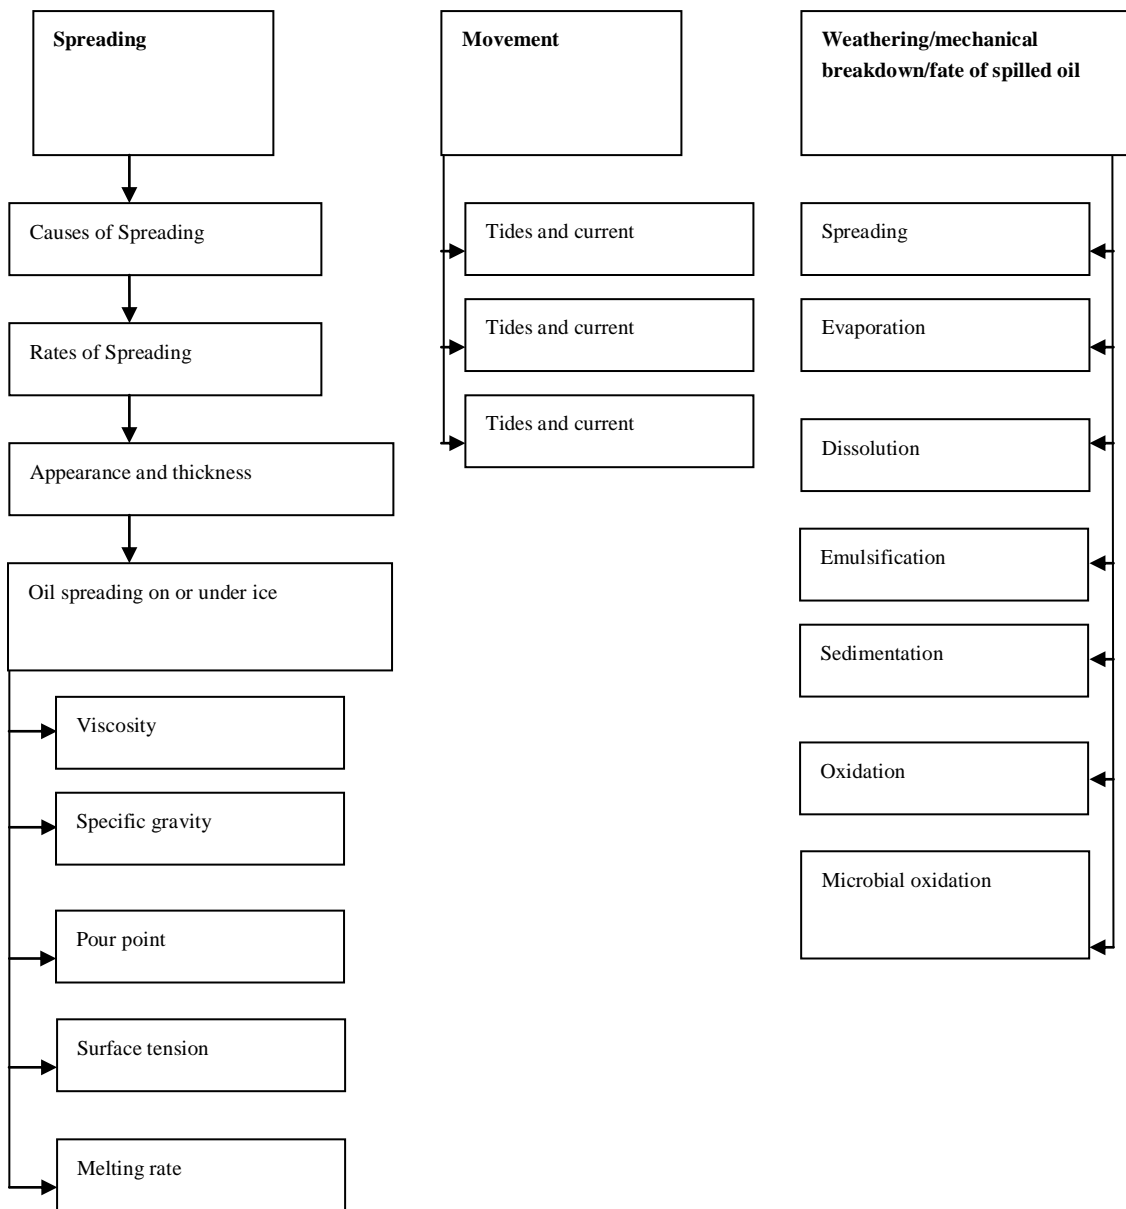 Spreading
Causes of Spreading
Rates of Spreading
Appearance and thickness
Oil spreading on or under ice
Viscosity
Specific gravity
Pour point
Surface tension
Melting rate
Movement
Tides and current
Tides and current
Tides and current
Weathering/mechanical
breakdown/fate of spilled oil
Spreading
Evaporation
Dissolution
Emulsification
Sedimentation
Oxidation
Microbial oxidation